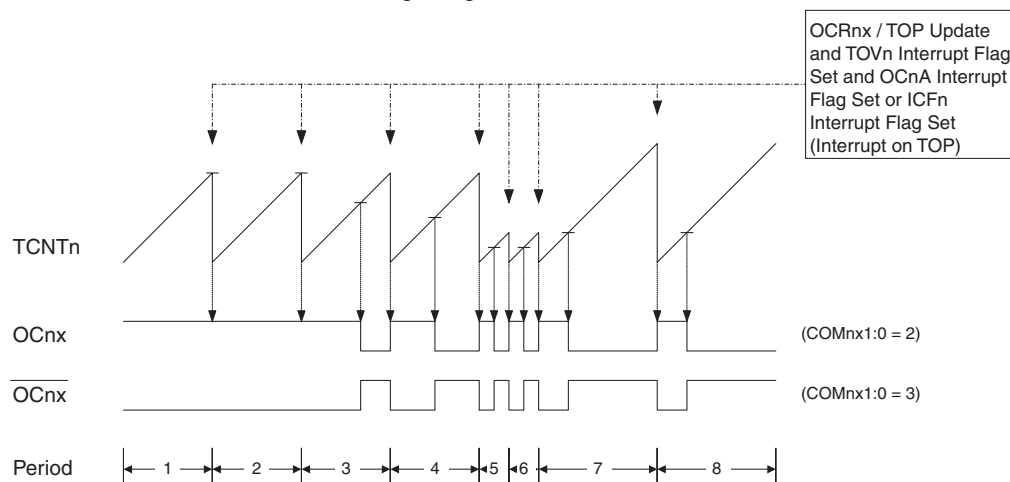 OCRnx / TOP Update
and TOVn Interrupt Flag
Set and OCnA Interrupt
Flag Set or ICFn
Interrupt Flag Set
(Interrupt on TOP)
TCNTn
OCnx
(COMnx1:0 = 2)
OCnx
(COMnx1:0 = 3)
Period
1 2 3 4 5 6 7 8